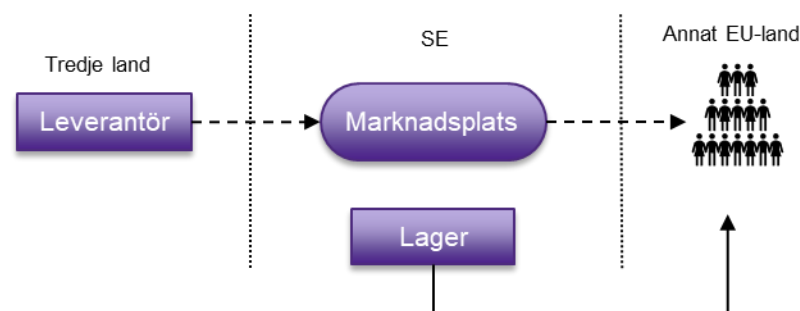 Tredje land
SE
Annat EU-land
Leverantör
Marknadsplats
Lager